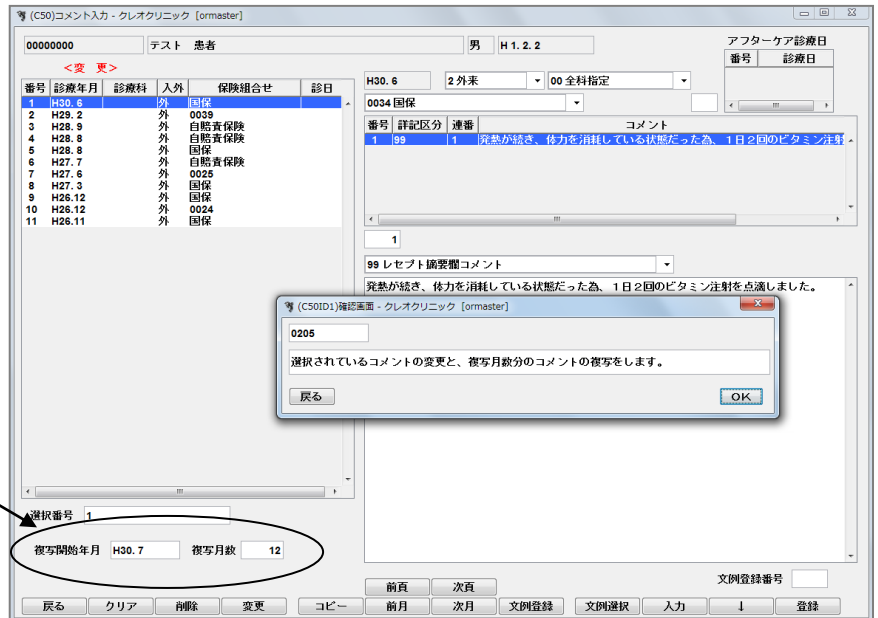 (C50)コメント入力 - クレオクリニック [ormaster]
00000000 テスト 患者 男 H 1. 2. 2
アフターケア診療日
番号 診療日
<変 更>
番号 診療年月 診療科 入外 保険組合せ 診日
1 H30. 6 外 国保
2 H29. 2 外 0039
3 H28. 9 外 自賠責保険
4 H28. 8 外 自賠責保険
5 H28. 8 外 国保
6 H27. 7 外 自賠責保険
7 H27. 6 外 0025
8 H27. 3 外 国保
9 H26.12 外 国保
10 H26.12 外 0024
11 H26.11 外 国保
H30. 6 2 外来 00 全科指定
0034 国保
番号 詳記区分 連番 コメント
1 99 1 発熱が続き、体力を消耗している状態だった為、1日2回のビタミン注射
1
99 レセプト摘要欄コメント
発熱が続き、体力を消耗している状態だった為、1日2回のビタミン注射を点滴しました。
(C50ID1)確認画面 - クレオクリニック [ormaster]
0205
選択されているコメントの変更と、複写月数分のコメントの複写をします。
戻る OK
選択番号 1
複写開始年月 H30. 7 複写月数 12
文例登録番号
前頁 次頁
戻る クリア 削除 変更 コピー 前月 次月 文例登録 文例選択 入力 ↓ 登録